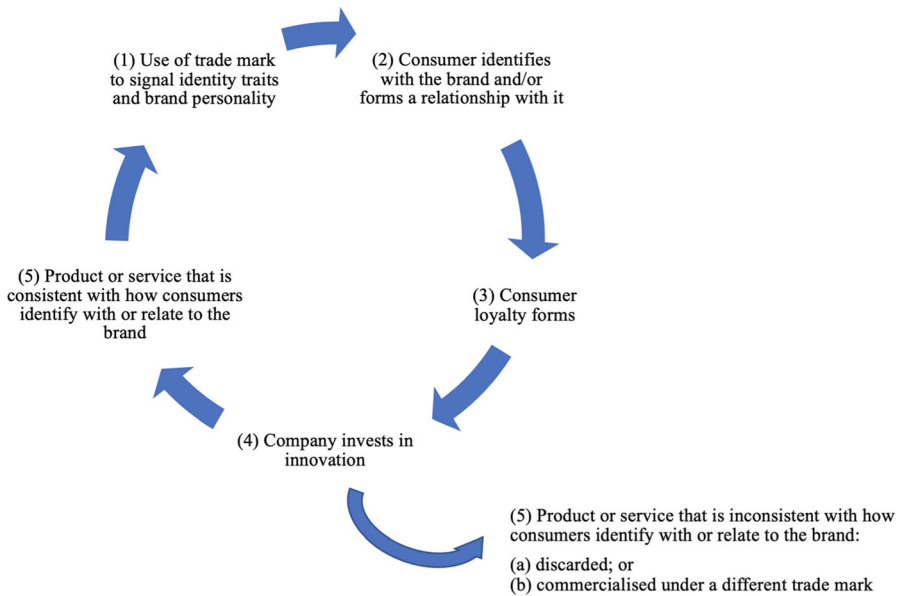 (1) Use of trade mark
to signal identity traits
and brand personality
(2) Consumer identifies
with the brand and/or
forms a relationship with it
(3) Consumer
loyalty forms
(4) Company invests in
innovation
(5) Product or service that is
consistent with how consumers
identify with or relate to the
brand
(5) Product or service that is inconsistent with how
consumers identify with or relate to the brand:
(a) discarded; or
(b) commercialised under a different trade mark